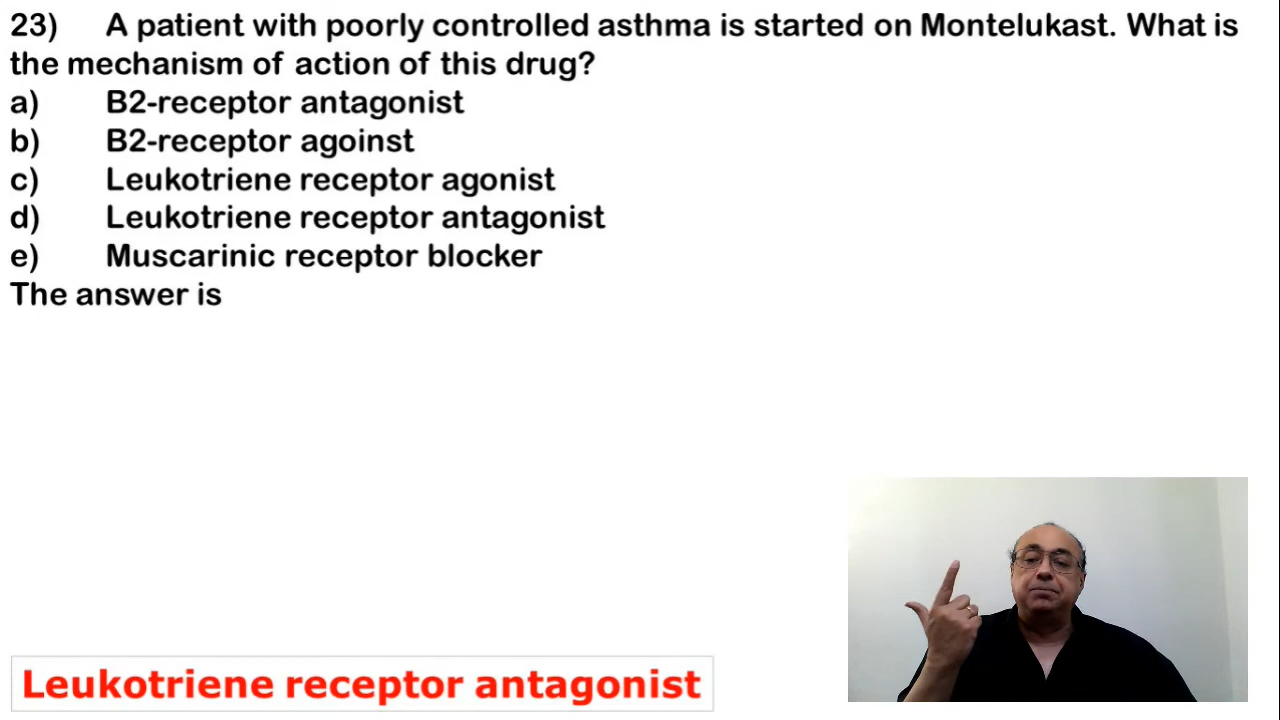 23) A patient with poorly controlled asthma is started on Montelukast. What is
the mechanism of action of this drug?
a) B2-receptor antagonist
b) B2-receptor agoinst
c) Leukotriene receptor agonist
d) Leukotriene receptor antagonist
e) Muscarinic receptor blocker
The answer is
Leukotriene receptor antagonist